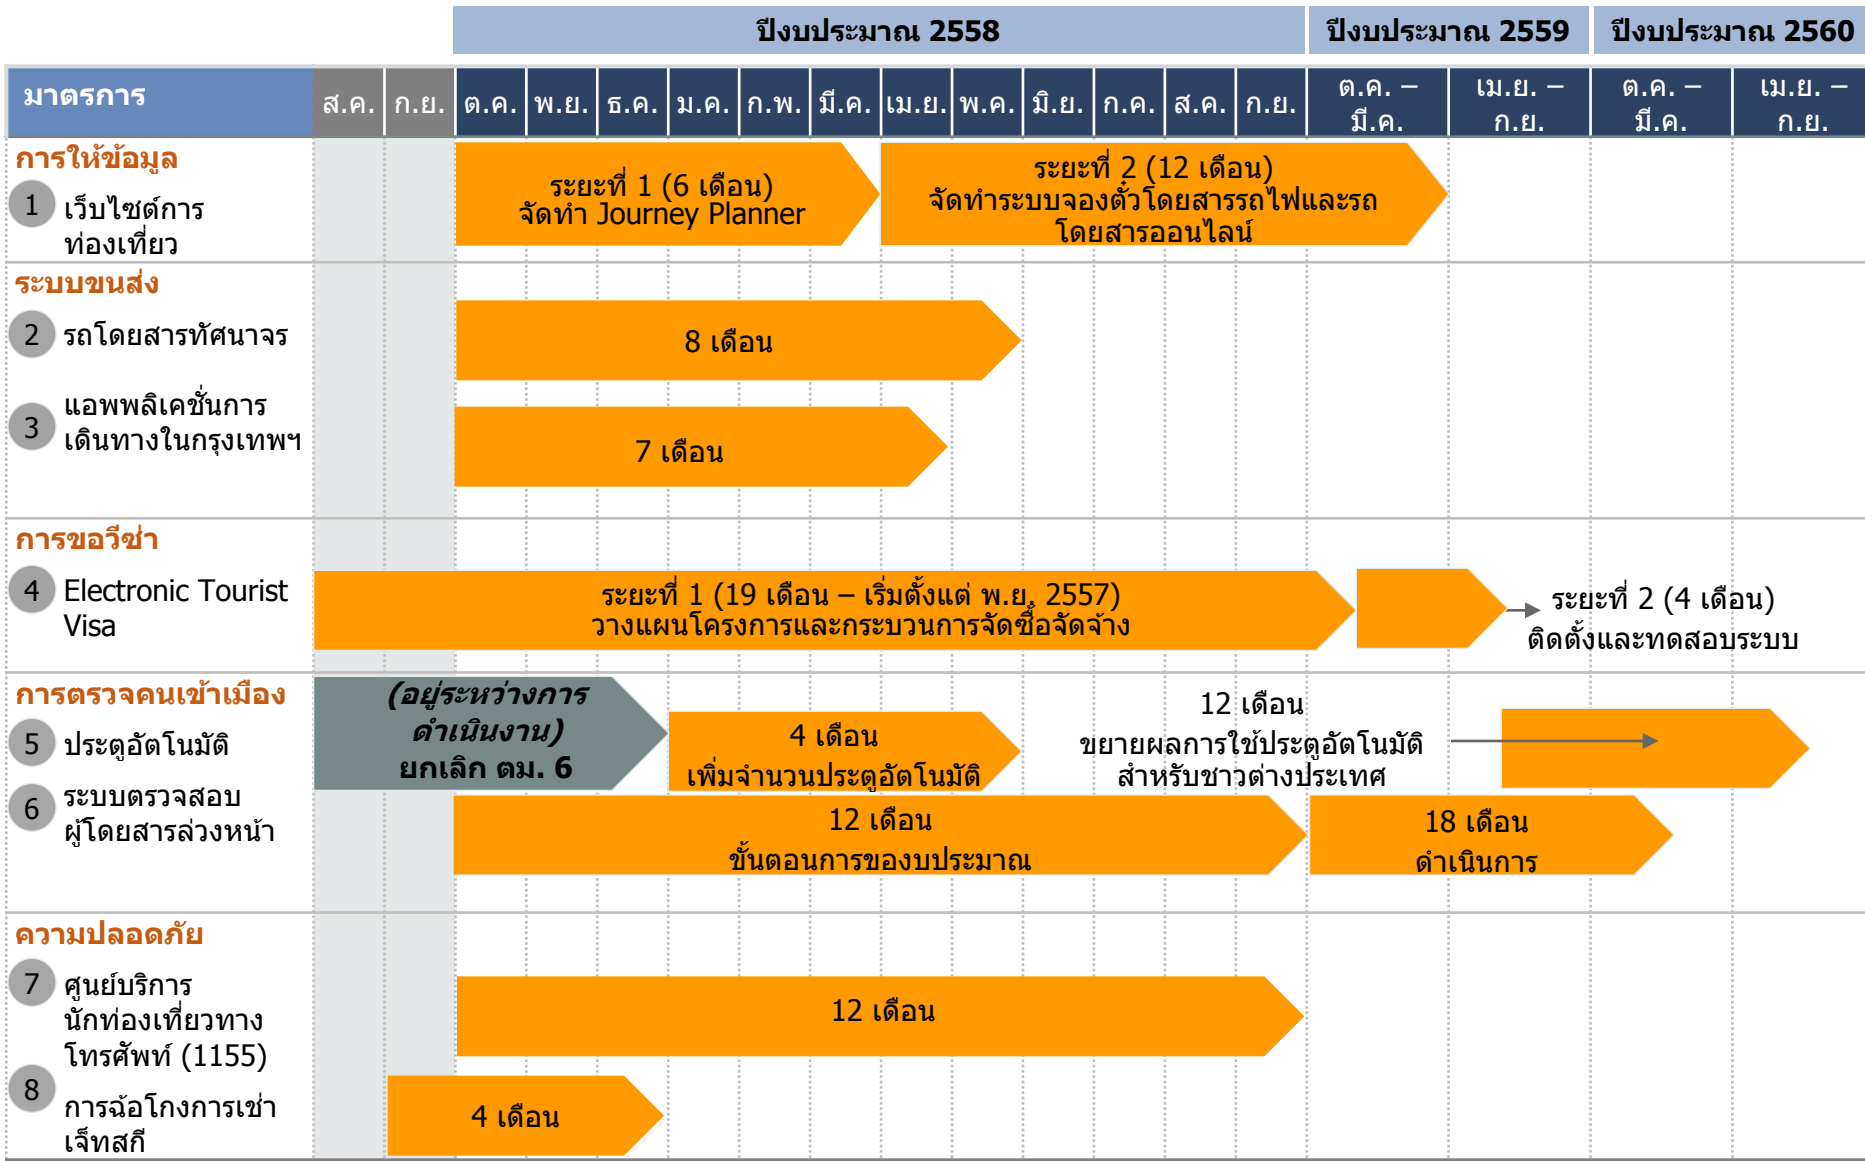 ปีงบประมาณ 2558
ปีงบประมาณ 2559
ปีงบประมาณ 2560
มาตรการ
ส.ค.
ก.ย.
ต.ค.
พ.ย.
ธ.ค.
ม.ค.
ก.พ.
มี.ค.
เม.ย.
พ.ค.
มิ.ย.
ก.ค.
ส.ค.
ก.ย.
ต.ค. –
มี.ค.
เม.ย. –
ก.ย.
ต.ค. –
มี.ค.
เม.ย. –
ก.ย.
การให้ข้อมูล
1
เว็บไซต์การ
ท่องเที่ยว
ระยะที่ 1 (6 เดือน)
จัดทำ Journey Planner
ระยะที่ 2 (12 เดือน)
จัดทำระบบจองตั๋วโดยสารรถไฟและรถ
โดยสารออนไลน์
ระบบขนส่ง
2
รถโดยสารทัศนาจร
8 เดือน
3
แอพพลิเคชั่นการ
เดินทางในกรุงเทพฯ
7 เดือน
การขอวีซ่า
4
Electronic Tourist
Visa
ระยะที่ 1 (19 เดือน – เริ่มตั้งแต่ พ.ย. 2557)
วางแผนโครงการและกระบวนการจัดซื้อจัดจ้าง
ระยะที่ 2 (4 เดือน)
ติดตั้งและทดสอบระบบ
การตรวจคนเข้าเมือง
5
ประตูอัตโนมัติ
(อยู่ระหว่างการ
ดำเนินงาน)
ยกเลิก ตม. 6
4 เดือน
เพิ่มจำนวนประตูอัตโนมัติ
12 เดือน
ขยายผลการใช้ประตูอัตโนมัติ
สำหรับชาวต่างประเทศ
6
ระบบตรวจสอบ
ผู้โดยสารล่วงหน้า
12 เดือน
ขั้นตอนการของบประมาณ
18 เดือน
ดำเนินการ
ความปลอดภัย
7
ศูนย์บริการ
นักท่องเที่ยวทาง
โทรศัพท์ (1155)
12 เดือน
8
การฉ้อโกงการเช่า
เจ็ทสกี
4 เดือน